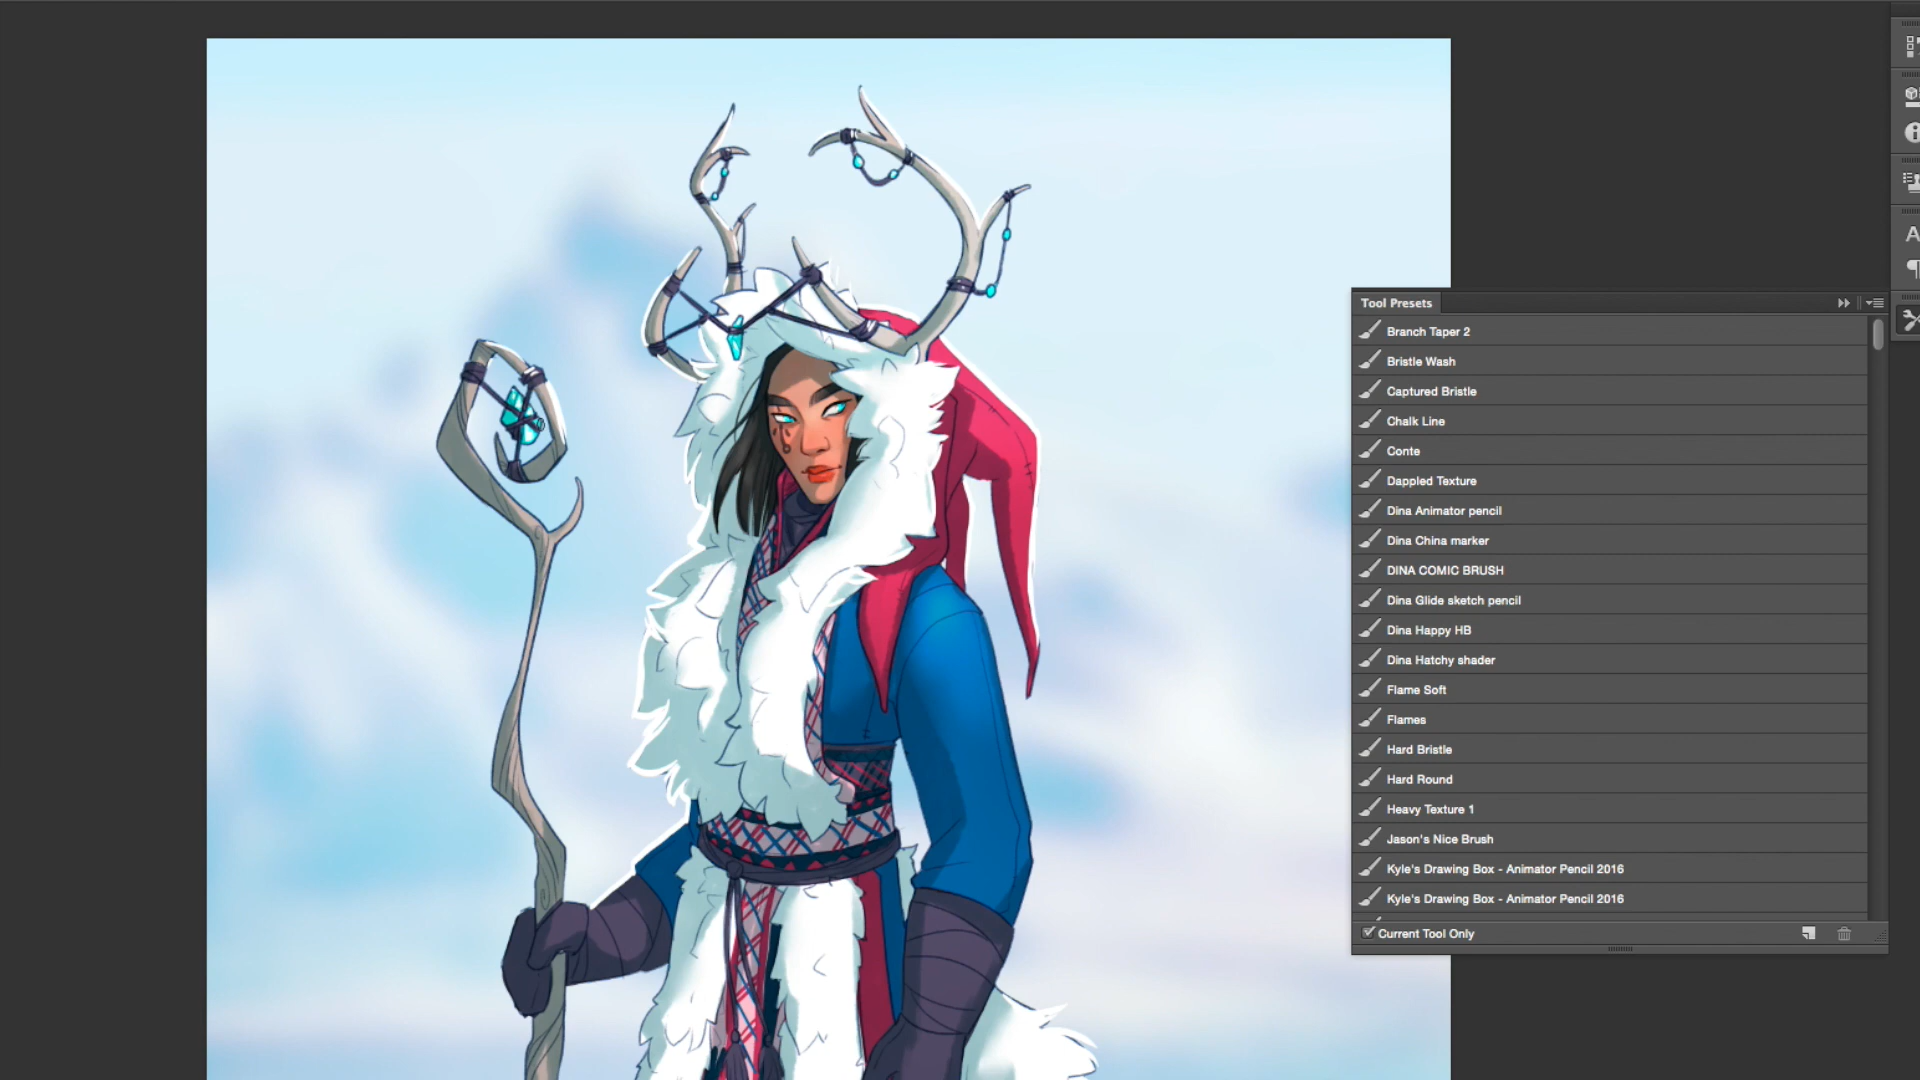 Tool Presets
Branch Taper 2
Bristle Wash
Captured Bristle
Chalk Line
Conte
Dappled Texture
Dina Animator pencil
Dina China marker
DINA COMIC BRUSH
Dina Glide sketch pencil
Dina Happy HB
Dina Hatchy shader
Flame Soft
Flames
Hard Bristle
Hard Round
Heavy Texture 1
Jason's Nice Brush
Kyle's Drawing Box - Animator Pencil 2016
Kyle's Drawing Box - Animator Pencil 2016
Current Tool Only